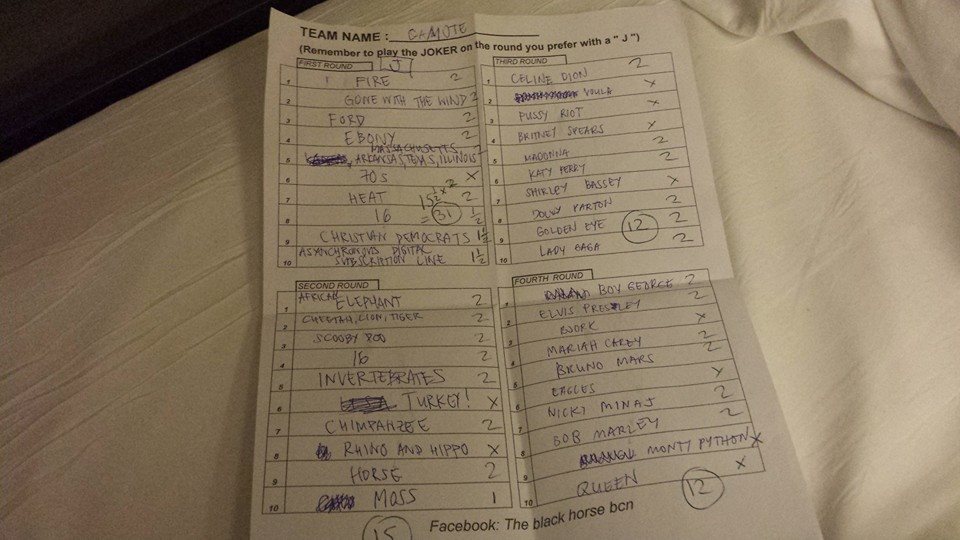 TEAM NAME : GAMUTE
(Remember to play the JOKER on the round you prefer with a " J ")
FIRST ROUND J
1 FIRE 2
2 GONE WITH THE WIND 2
3 FORD 2
4 EBONY 2
MASSACHUSETTS,
5 ARKANSAS, TEXAS, ILLINOIS 2
6 70s X
7 HEAT 2
15 1/2 x 2
= 31
8 16 1/2
9 CHRISTIAN DEMOCRATS 1 1/2
10 ASYNCHRONOUS DIGITAL
SUBSCRIPTION LINE 1 1/2
THIRD ROUND
1 CELINE DION 2
2 VOULA X
3 PUSSY RIOT X
4 BRITNEY SPEARS X
5 MADONNA 2
6 KATY PERRY 2
7 SHIRLEY BASSEY X
8 DOLLY PARTON 2
9 GOLDEN EYE 2
12
10 LADY GAGA 2
SECOND ROUND
1 AFRICAN ELEPHANT 2
2 CHEETAH, LION, TIGER 2
3 SCOOBY DOO 2
4 16 2
5 INVERTEBRATES 2
6 TURKEY! X
7 CHIMPANZEE 2
8 RHINO AND HIPPO X
9 HORSE 2
10 MOSS 1
15
FOURTH ROUND
1 BOY GEORGE 2
2 ELVIS PRESLEY 2
3 BJORK X
4 MARIAH CAREY 2
5 BRUNO MARS 2
6 EAGLES X
7 NICKI MINAJ 2
8 BOB MARLEY 2
9 MONTY PYTHON X
10 QUEEN X
12
Facebook: The black horse bcn